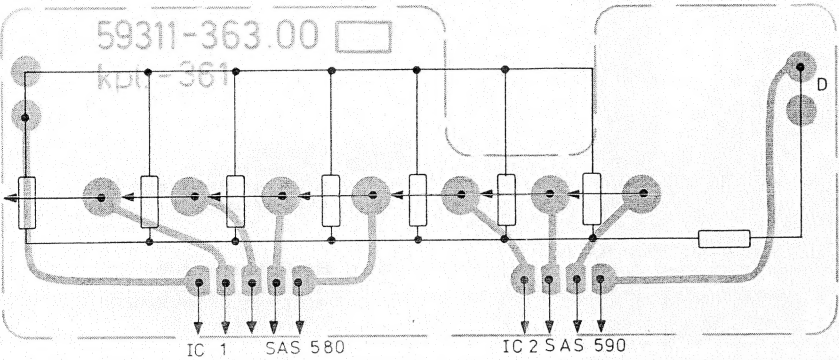 59311-363.00
kpl.-361
D
IC 1 SAS 580
IC 2 SAS 590